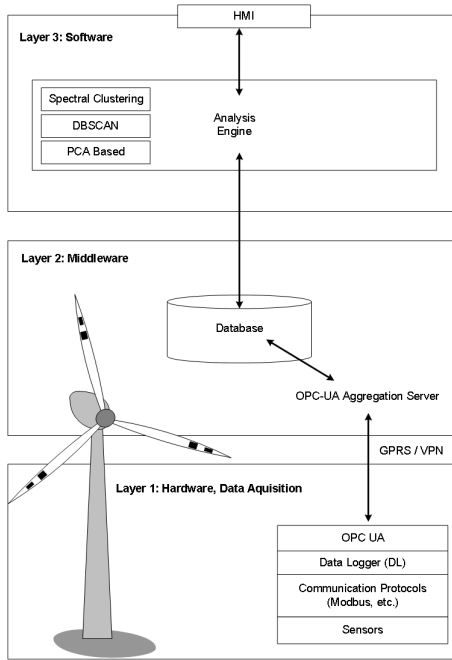 HMI
Layer 3: Software
Spectral Clustering
DBSCAN
PCA Based
Analysis
Engine
Layer 2: Middleware
Database
OPC-UA Aggregation Server
GPRS / VPN
Layer 1: Hardware, Data Aquisition
OPC UA
Data Logger (DL)
Communication Protocols
(Modbus, etc.)
Sensors